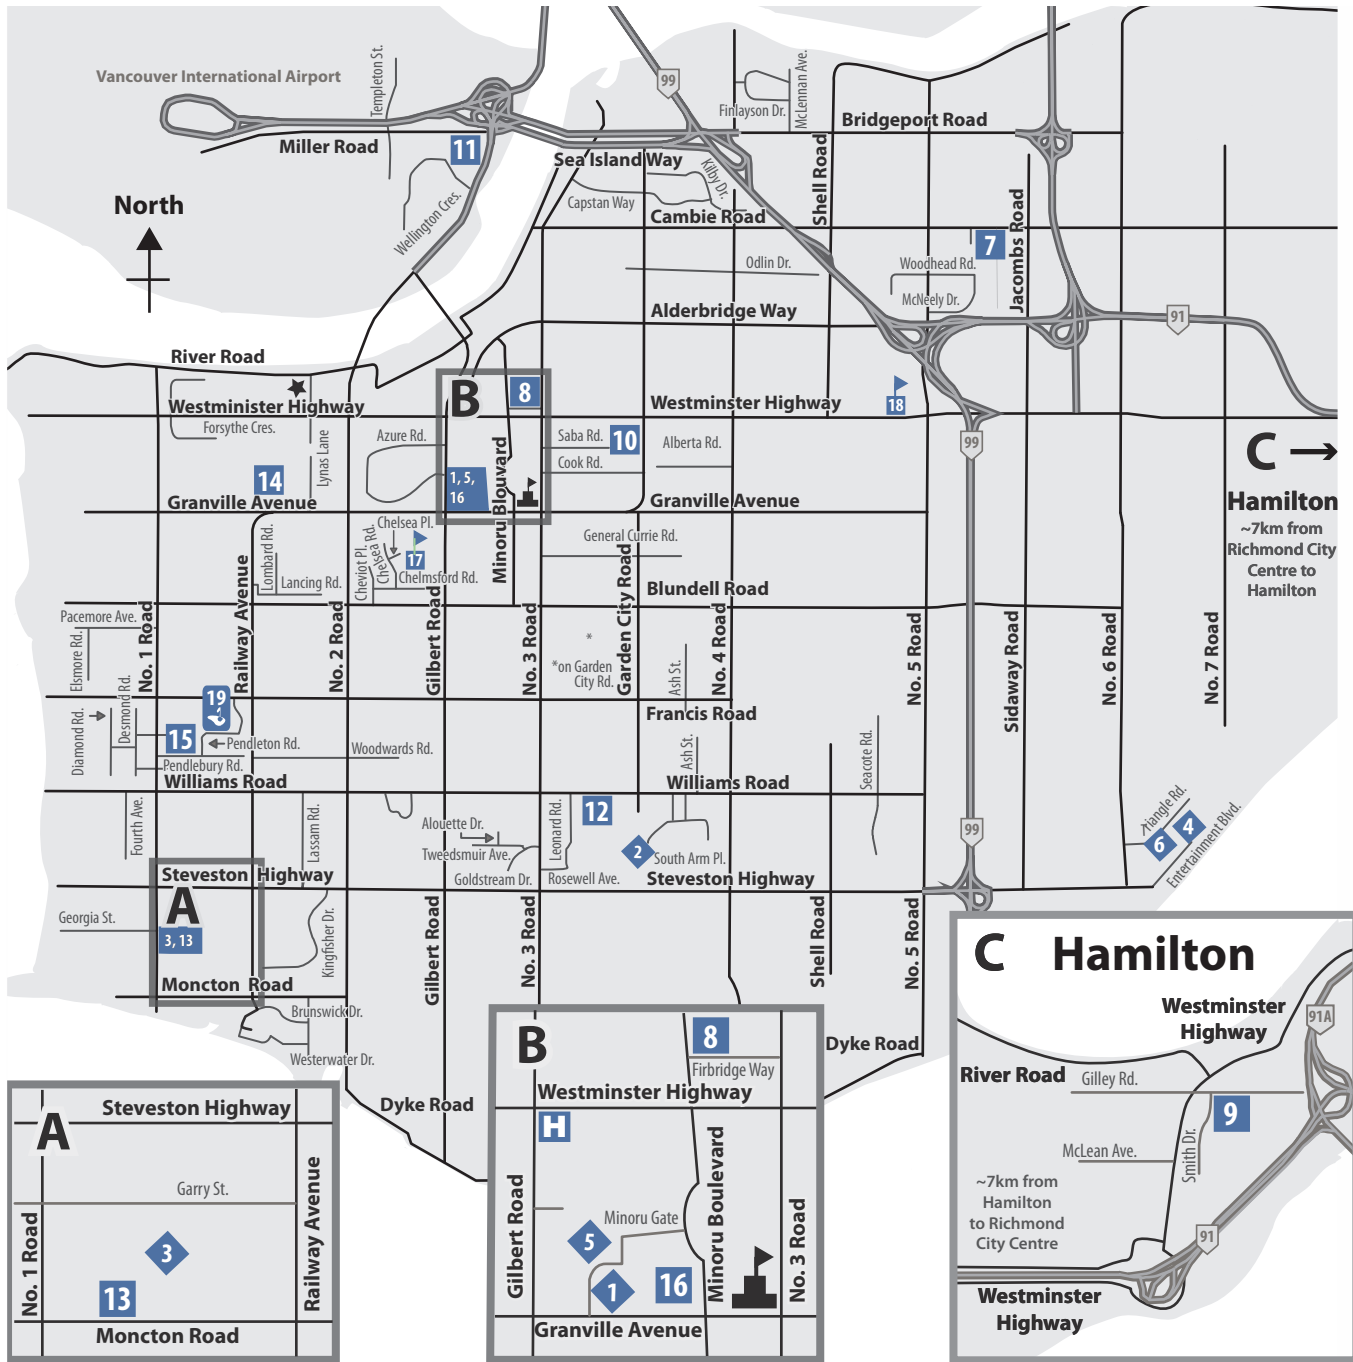 Vancouver International Airport
Templeton St.
Miller Road
11
Wellington Cres.
North
99
Finlayson Dr.
McLennan Ave.
Bridgeport Road
Sea Island Way
Kilby Dr.
Capstan Way
Cambie Road
Shell Road
Odlin Dr.
7
Woodhead Rd.
McNeely Dr.
Jacombs Road
Alderbridge Way
91
River Road
Westminister Highway
Forsythe Cres.
Lynas Lane
Azure Rd.
B
8
Saba Rd.
10
Cook Rd.
Alberta Rd.
Westminster Highway
18
99
C
Hamilton
~7km from
Richmond City
Centre to
Hamilton
14
Granville Avenue
1, 5,
16
Minoru Blouvard
Granville Avenue
Lombard Rd.
Lancing Rd.
Cheviot Pl.
Chelsea Rd.
Chelsea Pl.
17
Chelmsford Rd.
General Currie Rd.
Blundell Road
Pacemore Ave.
Elsmore Rd.
No. 1 Road
Railway Avenue
No. 2 Road
Gilbert Road
No. 3 Road
*
*on Garden
City Rd.
Garden City Road
Ash St.
No. 4 Road
No. 5 Road
Sidaway Road
No. 6 Road
No. 7 Road
Francis Road
19
Diamond Rd.
Desmond Rd.
15
Pendleton Rd.
Pendlebury Rd.
Woodwards Rd.
Ash St.
Seacote Rd.
Williams Road
Williams Road
Fourth Ave.
Lassam Rd.
Alouette Dr.
Tweedsmuir Ave.
Goldstream Dr.
Leonard Rd.
Rosewell Ave.
12
2
South Arm Pl.
99
Triangle Rd.
6
4
Entertainment Blvd.
Steveston Highway
Steveston Highway
A
Georgia St.
3, 13
Kingfisher Dr.
Moncton Road
Gilbert Road
No. 3 Road
Shell Road
No. 5 Road
Brunswick Dr.
Westerwater Dr.
Dyke Road
Dyke Road
A
Steveston Highway
Garry St.
No. 1 Road
3
13
Railway Avenue
Moncton Road
B
8
Firbridge Way
Westminster Highway
H
Gilbert Road
Minoru Gate
5
1
16
Minoru Boulevard
No. 3 Road
Granville Avenue
C Hamilton
Westminster
Highway
91A
River Road
Gilley Rd.
9
McLean Ave.
Smith Dr.
~7km from
Hamilton
to Richmond
City Centre
91
Westminster
Highway